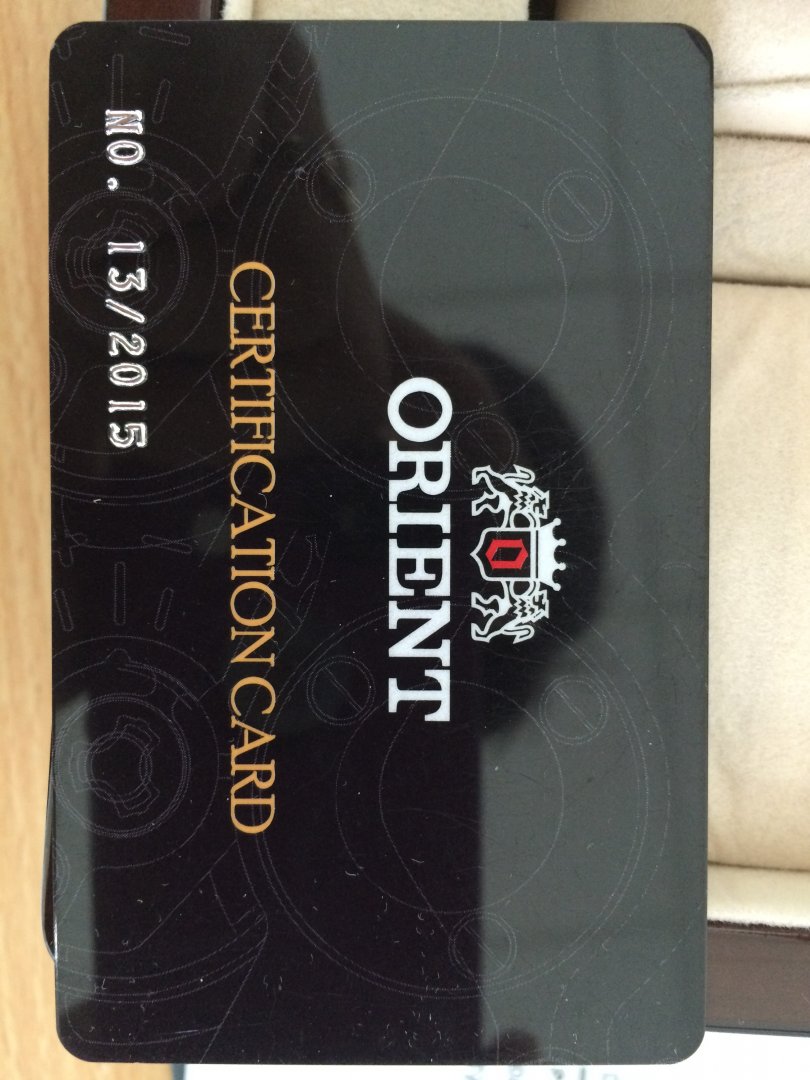 ORIENT
CERTIFICATION CARD
NO. 13/2015